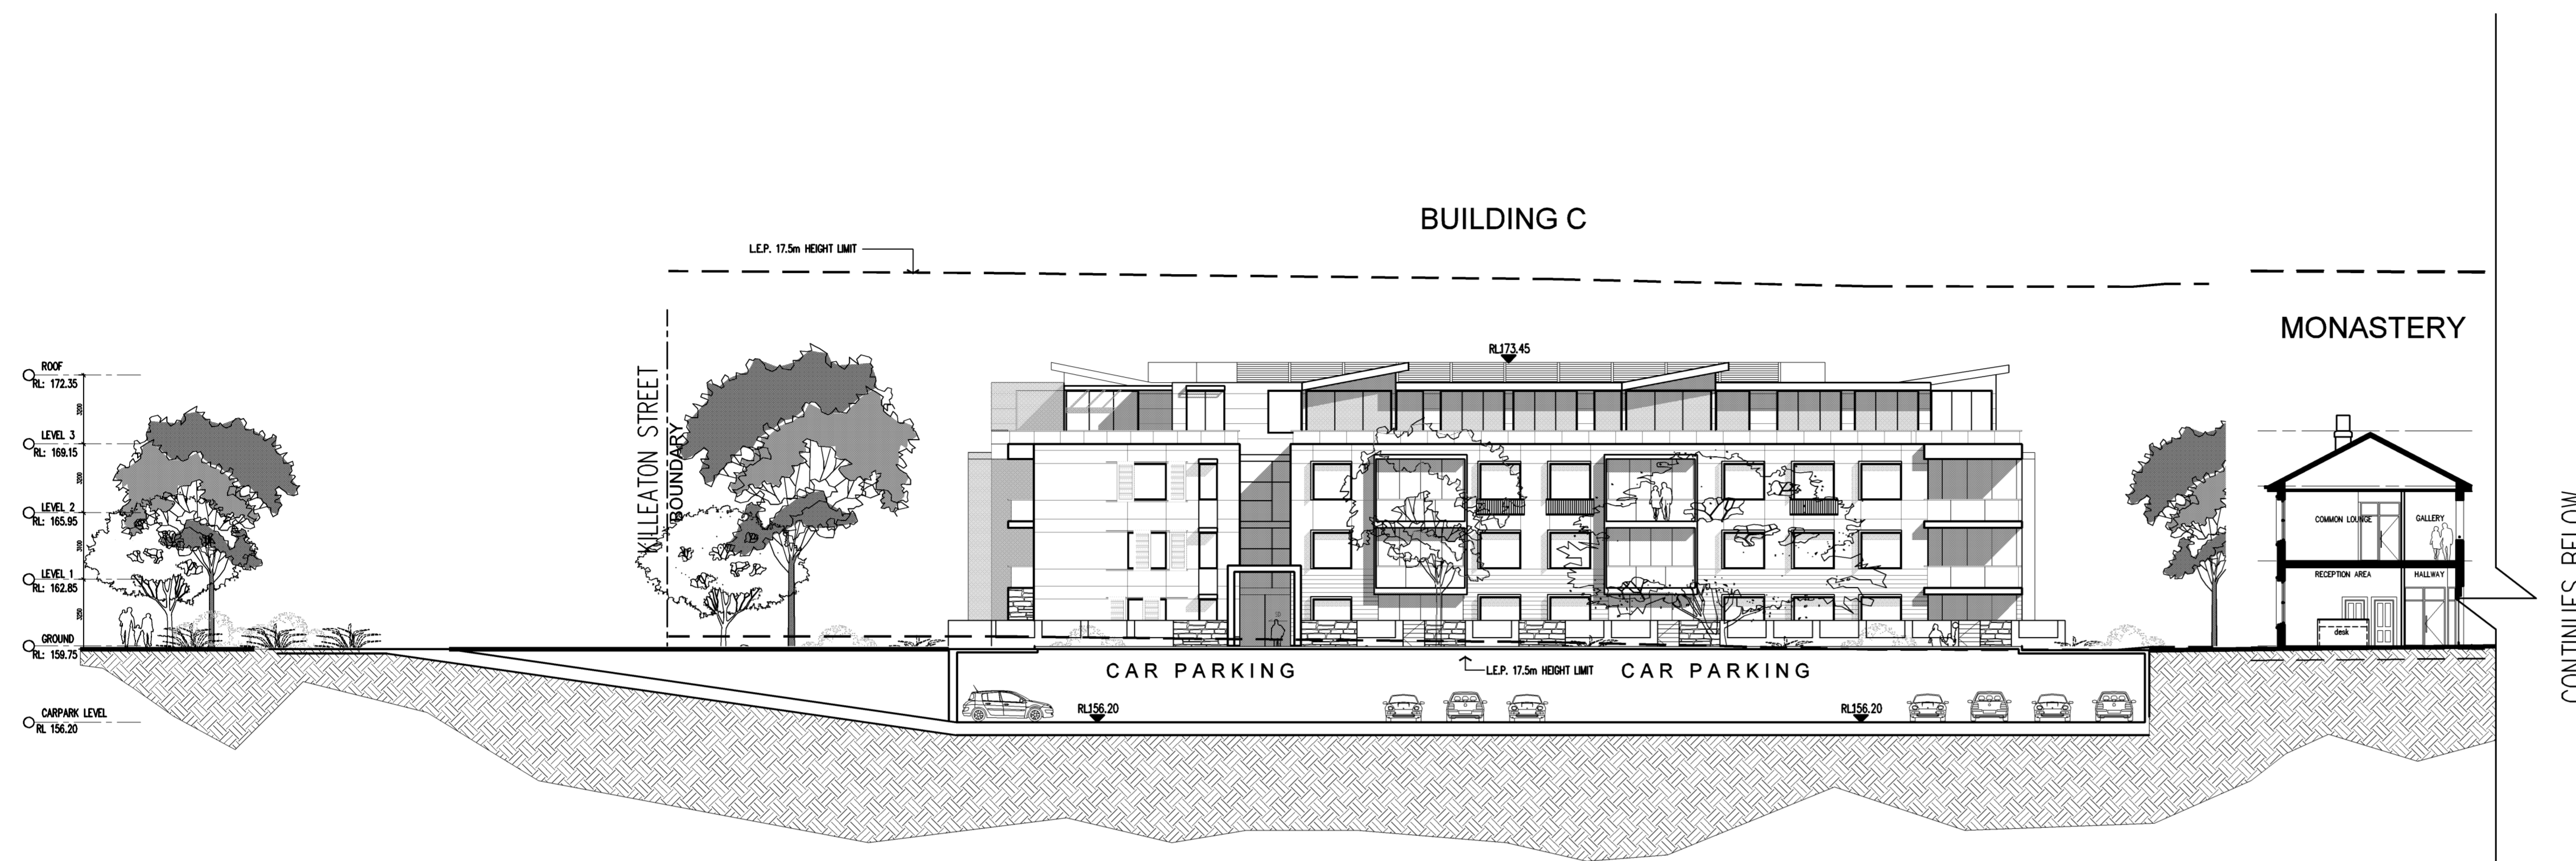 BUILDING C
L.E.P. 17.5m HEIGHT LIMIT
MONASTERY
RL173.45
ROOF
RL: 172.35
3200
LEVEL 3
RL: 169.15
3200
LEVEL 2
RL: 165.95
3100
LEVEL 1
RL: 162.85
GROUND
RL: 159.75
CARPARK LEVEL
RL 156.20
KILLEATON STREET
BOUNDARY
COMMON LOUNGE
GALLERY
RECEPTION AREA
HALLWAY
desk
CAR PARKING
L.E.P. 17.5m HEIGHT LIMIT
CAR PARKING
RL156.20
RL156.20
CONTINUES BELOW